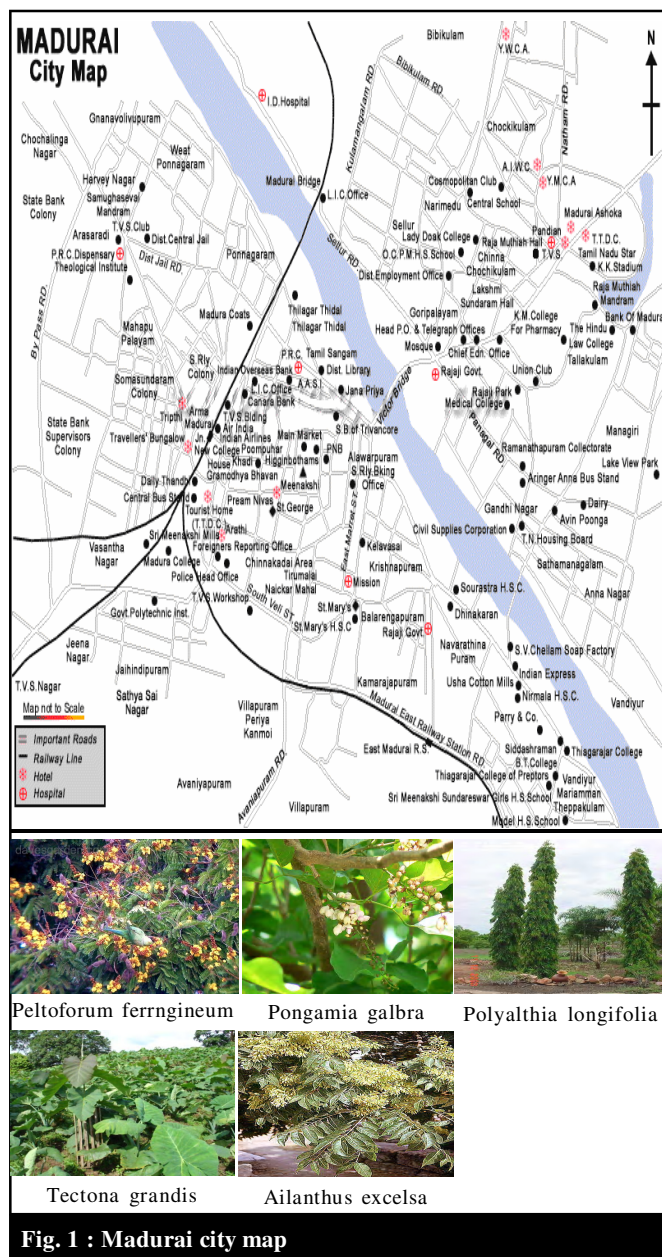 MADURAI
City Map
N
Bibikulam
Y.W.C.A.
Bibikulam RD.
I.D.Hospital
Kulamangalam RD.
Natham RD.
Gnanavolivupuram
Chochalinga
Nagar
Weat
Ponnagaram
Chockikulam
A.I.W.C.
Y.M.C.A
Harvey Nagar
Madurai Bridge
L.I.C.Office
Cosmopolitan Club
Narimedu
Central School
State Bank
Colony
Samughaseval
Mandram
T.V.S.Club
Arasaradi
Dist.Central Jail
P.R.C.Dispensary
Theological Institute
Dist Jail RD.
Ponnagaram
Sellur
Sellur RD.
Lady Doak College
O.C.P.M.H.S.School
Dist.Employment Office
Raja Muthiah Hall
Chinna
Chochikulam
Lakshmi
Sundaram Hall
Pandian
Madurai Ashoka
T.T.D.C.
T.V.S.
Tamil Nadu Star
K.K.Stadium
Raja Muthiah
Mandram
Bank Of Madura
By Pass RD.
Madura Coats
Thilagar Thidal
Thilagar Thidal
Goripalayam
Head P.O. & Telegraph Offices
Mosque
Chief Edn. Office
K.M.College
For Pharmacy
The Hindu
Law College
Tallakulam
Mahapu
Palayam
S.Rly
Colony
P.R.C.
Tamil Sangam
Indian Overseas Bank
Dist. Library
A.A.S.I.
Jana Priya
Victor Bridge
Rajaji Govt.
Union Club
Rajaji Park
Medical College
Somasundaram
Colony
L.I.C.Office
Canara Bank
Tripthi
Arma
Madurai
Jn.
T.V.S.Blding
Air India
Indian Airlines
S.B.of Trivancore
Panagal RD.
Managiri
State Bank
Supervisors
Colony
Travellers' Bungalow
New College
House
Poompuhar
Khadi
Gramodhya Bhavan
Main Market
Higginbothams
PNB
Alawarpuram
S.Rly.Bking
Office
Ramanathapuram Collectorate
Lake View Park
Aringer Anna Bus Stand
Daily Thandhi
Central Bus Stand
Pream Nivas
Meenakshi
St.George
East Marret ST.
Gandhi Nagar
Dairy
Avin Poonga
Tourist Home
(T.T.D.C.)
Arathi
Civil Supplies Corporation
T.N.Housing Board
Sathamanagalam
Vasantha
Nagar
Sri Meenakshi Mills
Madura College
Foreigners Reporting Office
Police Head Office
Chinnakadai Area
Tirumalai
Naickar Mahal
Kelavasal
Krishnapuram
Mission
Anna Nagar
Govt.Polytechnic Inst.
T.V.S.Workshop
South Veli ST.
St.Mary's
St.Mary's H.S.C
Balarengapuram
Rajaji Govt.
Sourastra H.S.C.
Dhinakaran
Navarathina
Puram
S.V.Chellam Soap Factory
Indian Express
Usha Cotton Mills
Nirmala H.S.C.
Vandiyur
Jeena
Nagar
Jaihindipuram
T.V.S.Nagar
Sathya Sai
Nagar
Map not to Scale
Kamarajapuram
Parry & Co.
Villapuram
Periya
Kanmoi
Madurai East Railway Station RD.
East Madurai R.S.
Siddashraman
Thiagarajar College
B.T.College
Thiagarajar College of Preptors
Vandiyur
Mariamman
Theppakulam
Sri Meenakshi Sundareswar Girls H.S.School
Model H.S.School
Important Roads
Railway Line
Hotel
Hospital
Avaniyapuram
Avaniapuram RD.
Villapuram
Peltoforum ferrngineum
Pongamia galbra
Polyalthia longifolia
Tectona grandis
Ailanthus excelsa
Fig. 1 : Madurai city map